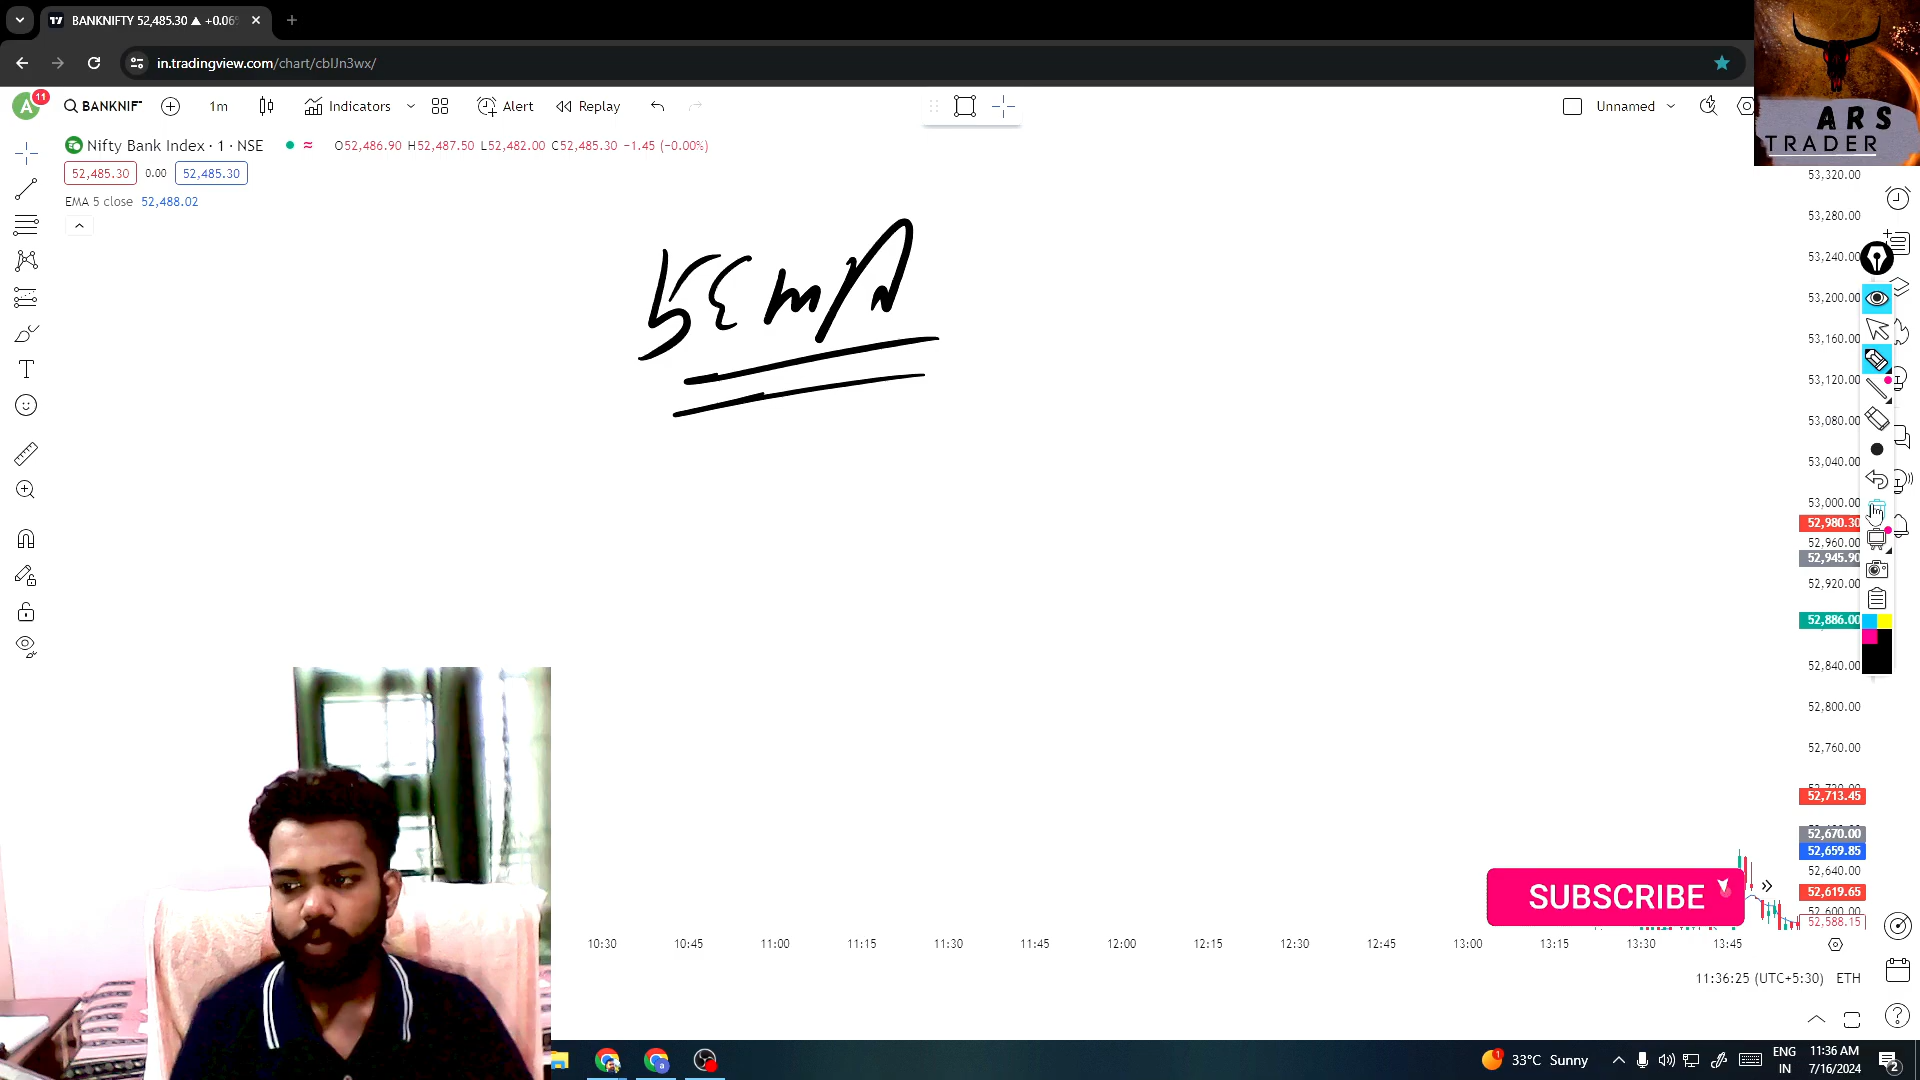 BANKNIFTY 52,485.30 ▲ +0.06
in.tradingview.com/chart/cbIJn3wx/
A 11 BANKNIF 1m Indicators Alert Replay Unnamed
ARS
TRADER
Nifty Bank Index · 1 · NSE O52,486.90 H52,487.50 L52,482.00 C52,485.30 −1.45 (−0.00%)
52,485.30 0.00 52,485.30
EMA 5 close 52,488.02
5EMA
53,320.00
53,280.00
53,240.00
53,200.00
53,160.00
53,120.00
53,080.00
53,040.00
53,000.00
52,980.30
52,960.00
52,945.90
52,920.00
52,886.00
52,840.00
52,800.00
52,760.00
52,713.45
52,670.00
52,659.85
52,640.00
52,619.65
52,600.00
52,588.15
SUBSCRIBE
10:30 10:45 11:00 11:15 11:30 11:45 12:00 12:15 12:30 12:45 13:00 13:15 13:30 13:45
11:36:25 (UTC+5:30) ETH
33°C Sunny
ENG
IN
11:36 AM
7/16/2024
2